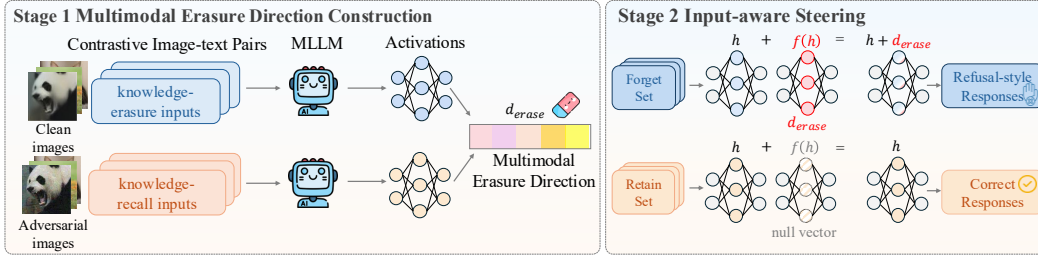 Stage 1 Multimodal Erasure Direction Construction
Contrastive Image-text Pairs
MLLM
Activations
knowledge-
erasure inputs
AI
Clean
images
d_erase
Multimodal
Erasure Direction
knowledge-
recall inputs
AI
Adversarial
images
Stage 2 Input-aware Steering
h + f(h) = h + d_erase
Forget
Set
d_erase
Refusal-style
Responses
h + f(h) = h
Retain
Set
null vector
Correct
Responses